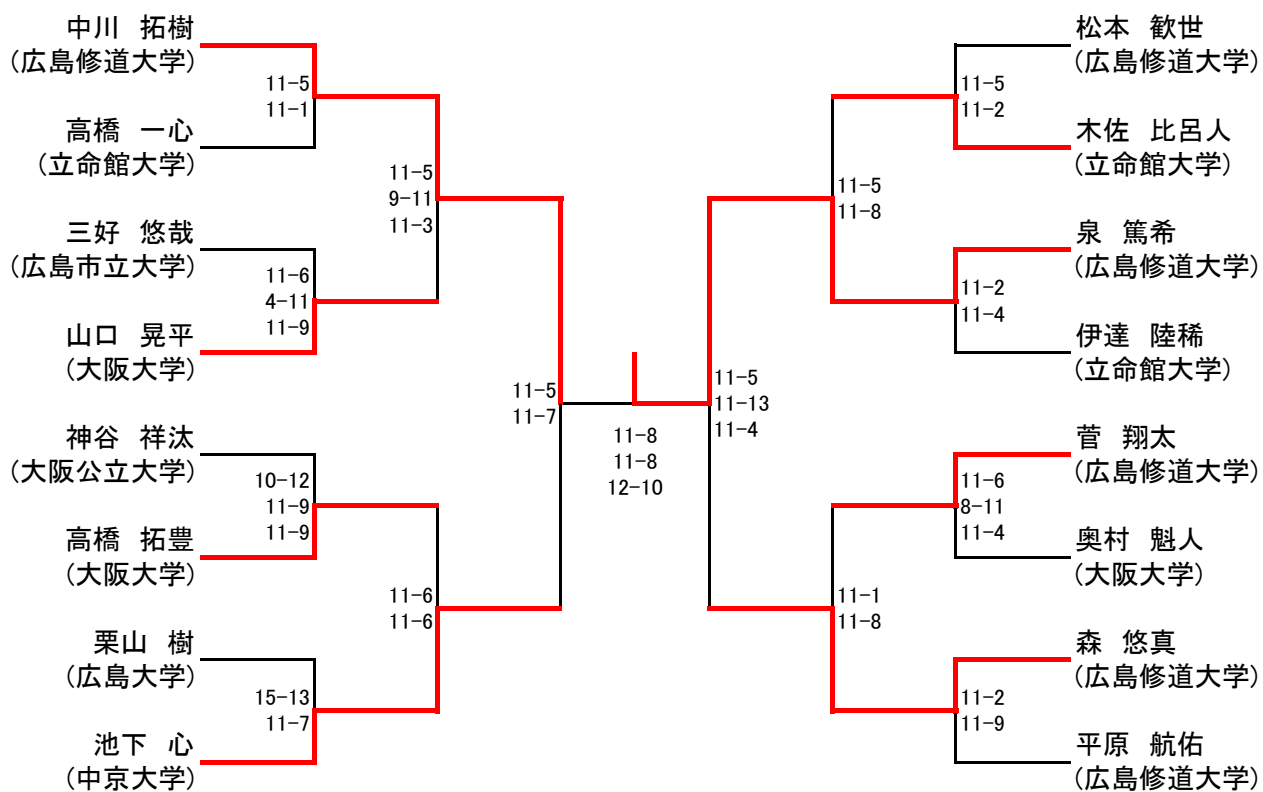 中川 拓樹
(広島修道大学)
11-5
11-1
高橋 一心
(立命館大学)
11-5
9-11
11-3
三好 悠哉
(広島市立大学)
11-6
4-11
11-9
山口 晃平
(大阪大学)
11-5
11-7
神谷 祥汰
(大阪公立大学)
10-12
11-9
11-9
高橋 拓豊
(大阪大学)
11-6
11-6
栗山 樹
(広島大学)
15-13
11-7
池下 心
(中京大学)
11-8
11-8
12-10
松本 歓世
(広島修道大学)
11-5
11-2
木佐 比呂人
(立命館大学)
11-5
11-8
泉 篤希
(広島修道大学)
11-2
11-4
伊達 陸稀
(立命館大学)
11-5
11-13
11-4
菅 翔太
(広島修道大学)
11-6
8-11
11-4
奥村 魁人
(大阪大学)
11-1
11-8
森 悠真
(広島修道大学)
11-2
11-9
平原 航佑
(広島修道大学)